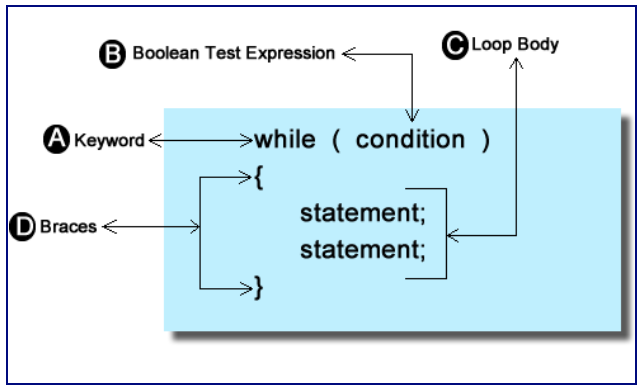 B Boolean Test Expression
C Loop Body
A Keyword
while ( condition )
{
statement;
D Braces
statement;
}